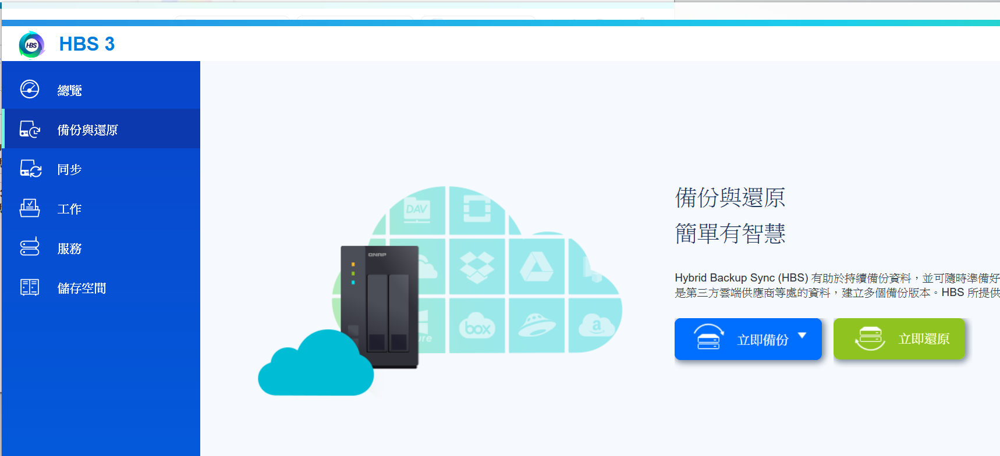 HBS
HBS 3
總覽
備份與還原
同步
工作
服務
儲存空間
DAV
QNAP
box
a
備份與還原
簡單有智慧
Hybrid Backup Sync (HBS) 有助於持續備份資料，並可隨時準備好
是第三方雲端供應商等處的資料，建立多個備份版本。HBS 所提供
立即備份
立即還原